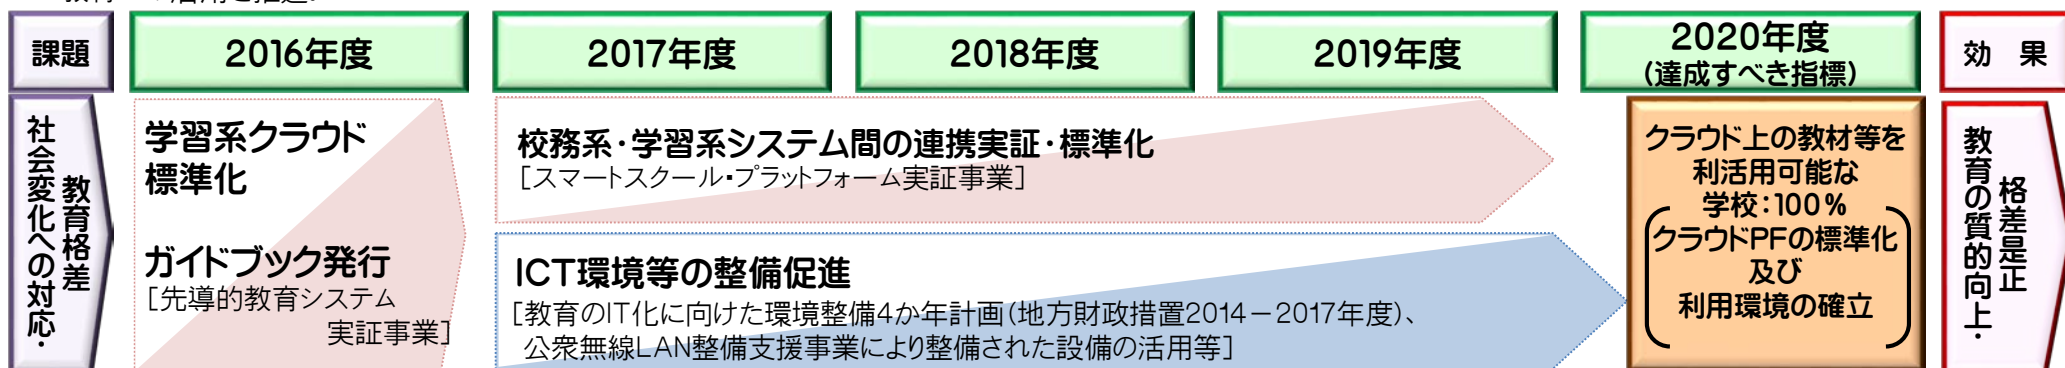 課題
2016年度
2017年度
2018年度
2019年度
2020年度
(達成すべき指標)
効 果
社会変化への対応・
教育格差
学習系クラウド
標準化
ガイドブック発行
[先導的教育システム
実証事業]
校務系・学習系システム間の連携実証・標準化
[スマートスクール・プラットフォーム実証事業]
ICT環境等の整備促進
[教育のIT化に向けた環境整備4か年計画(地方財政措置2014-2017年度)、
公衆無線LAN整備支援事業により整備された設備の活用等]
クラウド上の教材等を
利活用可能な
学校:100%
クラウドPFの標準化
及び
利用環境の確立
教育の質的向上・
格差是正